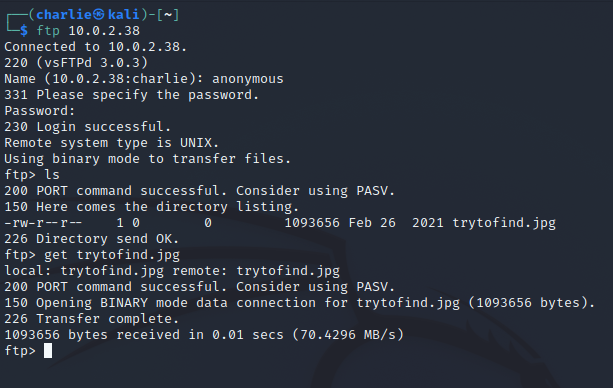 ┌──(charlie㉿kali)-[~]
└─$ ftp 10.0.2.38
Connected to 10.0.2.38.
220 (vsFTPd 3.0.3)
Name (10.0.2.38:charlie): anonymous
331 Please specify the password.
Password:
230 Login successful.
Remote system type is UNIX.
Using binary mode to transfer files.
ftp> ls
200 PORT command successful. Consider using PASV.
150 Here comes the directory listing.
-rw-r--r--    1 0        0         1093656 Feb 26  2021 trytofind.jpg
226 Directory send OK.
ftp> get trytofind.jpg
local: trytofind.jpg remote: trytofind.jpg
200 PORT command successful. Consider using PASV.
150 Opening BINARY mode data connection for trytofind.jpg (1093656 bytes).
226 Transfer complete.
1093656 bytes received in 0.01 secs (70.4296 MB/s)
ftp>